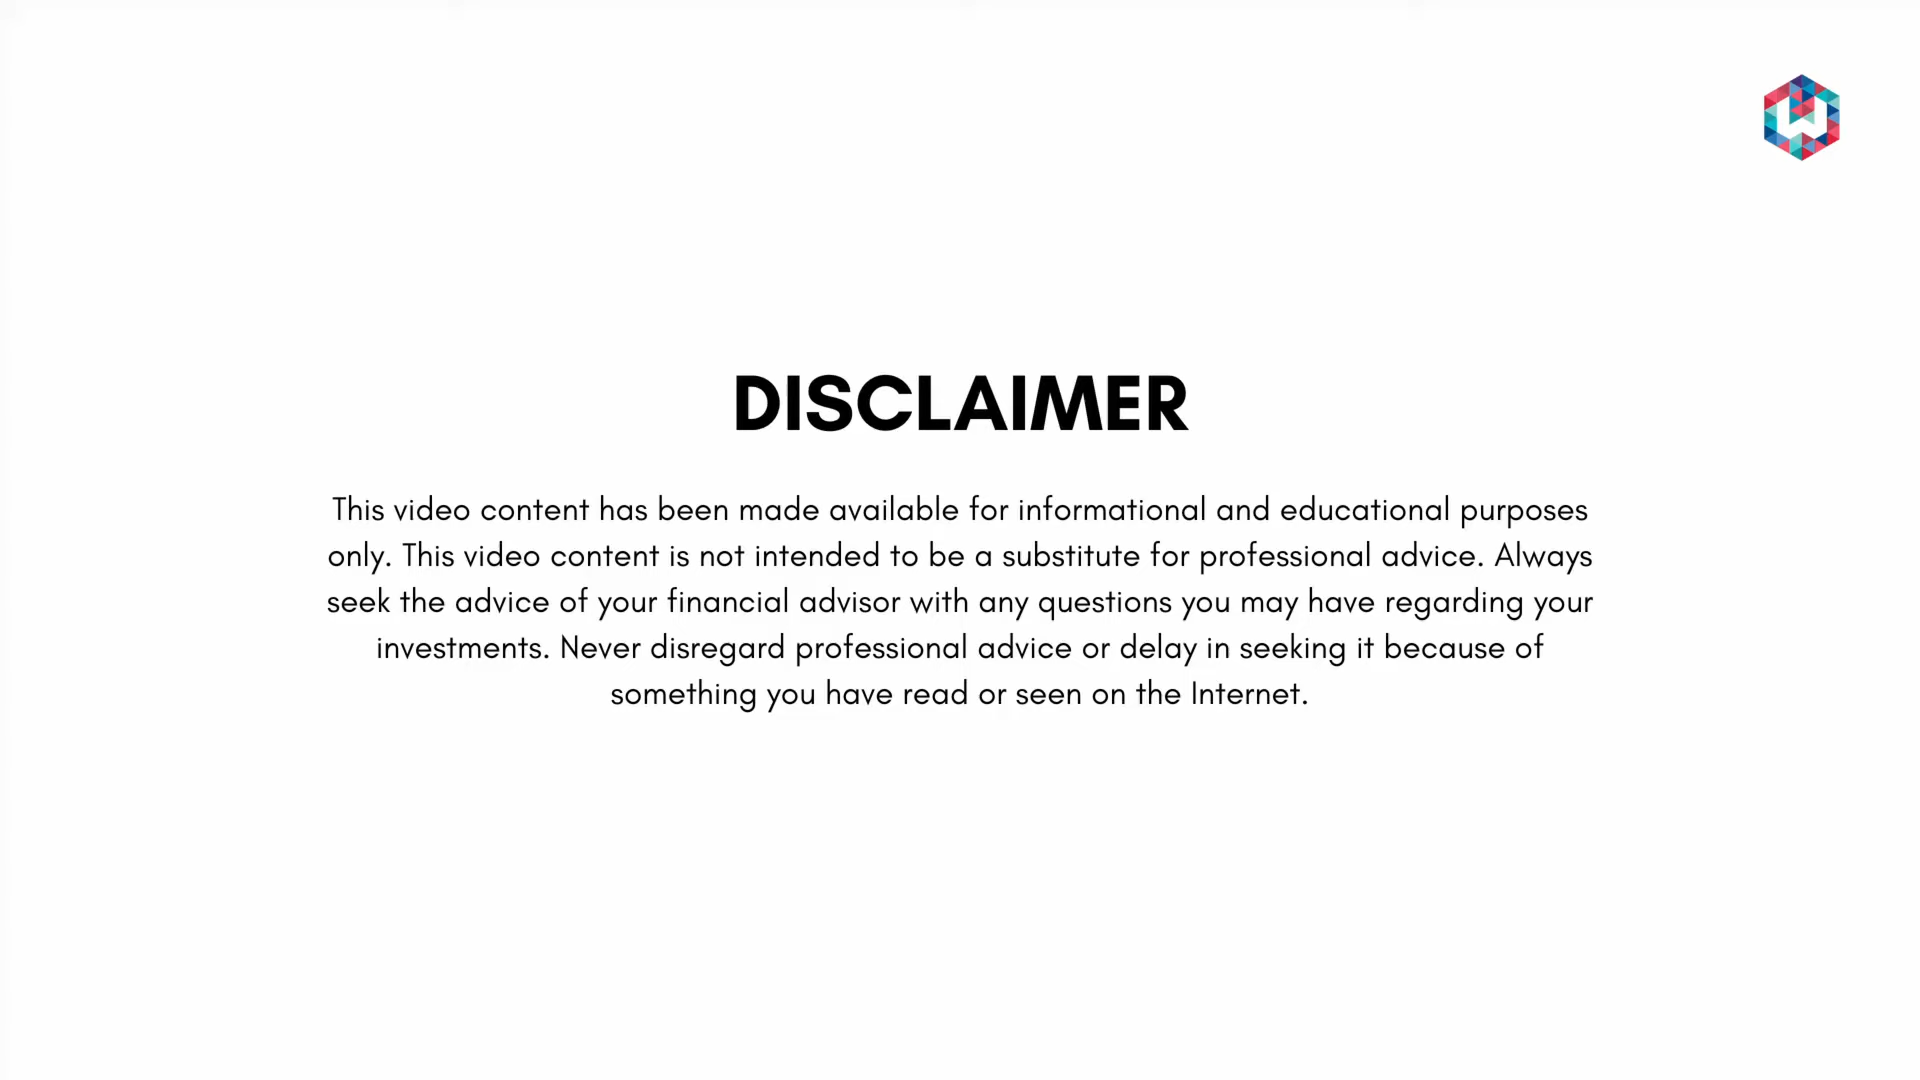 W
DISCLAIMER
This video content has been made available for informational and educational purposes
only. This video content is not intended to be a substitute for professional advice. Always
seek the advice of your financial advisor with any questions you may have regarding your
investments. Never disregard professional advice or delay in seeking it because of
something you have read or seen on the Internet.